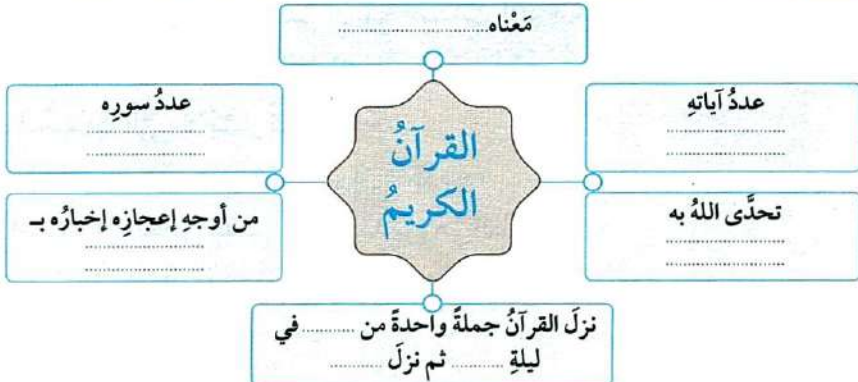 مَعْناه..............................
عددُ آياتهِ
..............................
..............................
عددُ سورِه
..............................
..............................
القرآنُ
الكريمُ
تحدَّى اللهُ به
..............................
..............................
من أوجهِ إعجازِه إخبارُه بـ
..............................
..............................
نزلَ القرآنُ جملةً واحدةً من ............ في
ليلةِ ............ ثم نزلَ ............